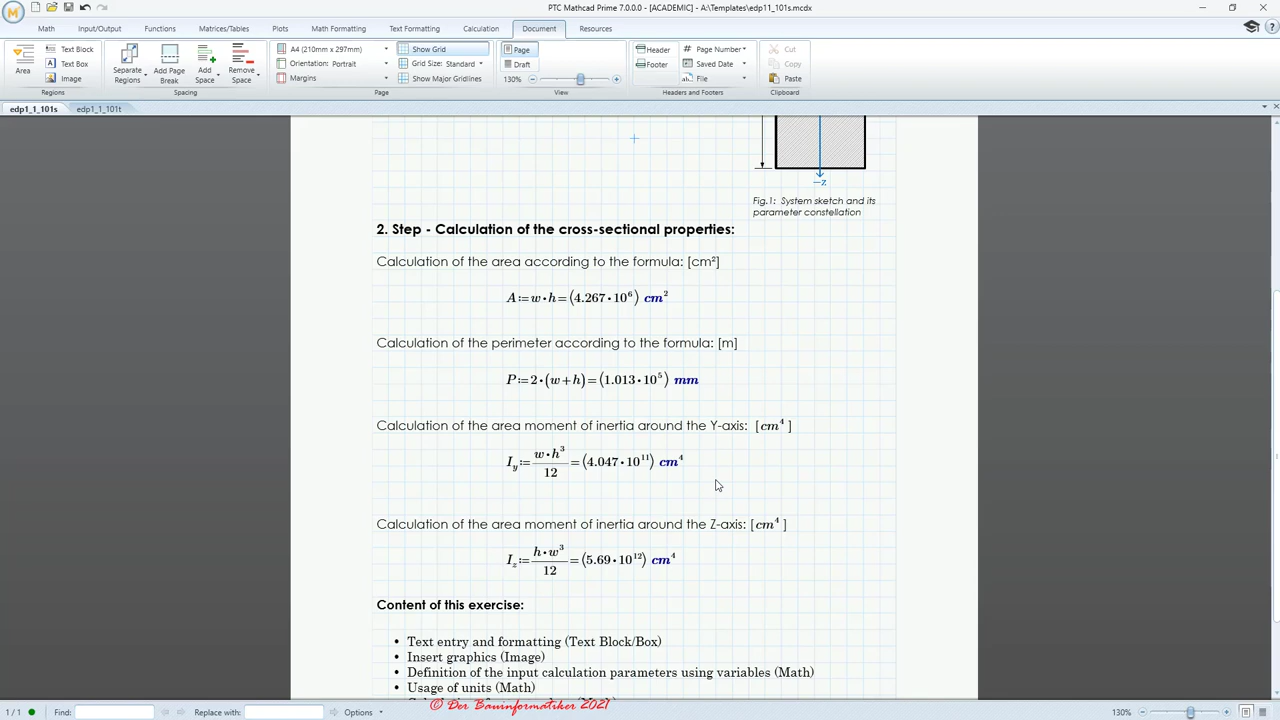 PTC Mathcad Prime 7.0.0.0 - [ACADEMIC] - A:\Templates\edp11_101s.mcdx
Math Input/Output Functions Matrices/Tables Plots Math Formatting Text Formatting Calculation Document Resources
Area
Text Block
Text Box
Image
Regions
Separate Regions
Add Page Break
Add Space
Remove Space
Spacing
A4 (210mm x 297mm)
Orientation: Portrait
Margins
Show Grid
Grid Size: Standard
Show Major Gridlines
Page
Page
Draft
130%
View
Header
Footer
Page Number
Saved Date
File
Headers and Footers
Cut
Copy
Paste
Clipboard
edp1_1_101s edp1_1_101t
−z
Fig.1: System sketch and its
parameter constellation
2. Step - Calculation of the cross-sectional properties:
Calculation of the area according to the formula: [cm²]
A:=w·h=(4.267·10⁶) cm²
Calculation of the perimeter according to the formula: [m]
P:=2·(w+h)=(1.013·10⁵) mm
Calculation of the area moment of inertia around the Y-axis: [cm⁴]
I_y:=w·h³/12=(4.047·10¹¹) cm⁴
Calculation of the area moment of inertia around the Z-axis: [cm⁴]
I_z:=h·w³/12=(5.69·10¹²) cm⁴
Content of this exercise:
• Text entry and formatting (Text Block/Box)
• Insert graphics (Image)
• Definition of the input calculation parameters using variables (Math)
• Usage of units (Math)
© Der Bauinformatiker 2021
1 / 1 Find: Replace with: Options 130%